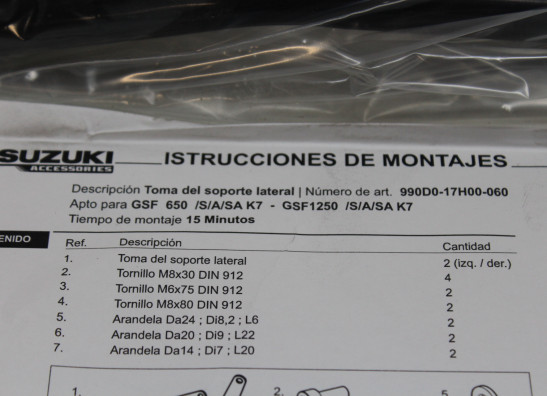 SUZUKI
ACCESSORIES
ISTRUCCIONES DE MONTAJES
Descripción Toma del soporte lateral | Número de art. 990D0-17H00-060
Apto para GSF 650 /S/A/SA K7 - GSF1250 /S/A/SA K7
Tiempo de montaje 15 Minutos
ENIDO
Ref. Descripción Cantidad
1. Toma del soporte lateral 2 (izq. / der.)
2. Tornillo M8x30 DIN 912 4
3. Tornillo M6x75 DIN 912 2
4. Tornillo M8x80 DIN 912 2
5. Arandela Da24 ; Di8,2 ; L6 2
6. Arandela Da20 ; Di9 ; L22 2
7. Arandela Da14 ; Di7 ; L20 2
1. 2. 5.